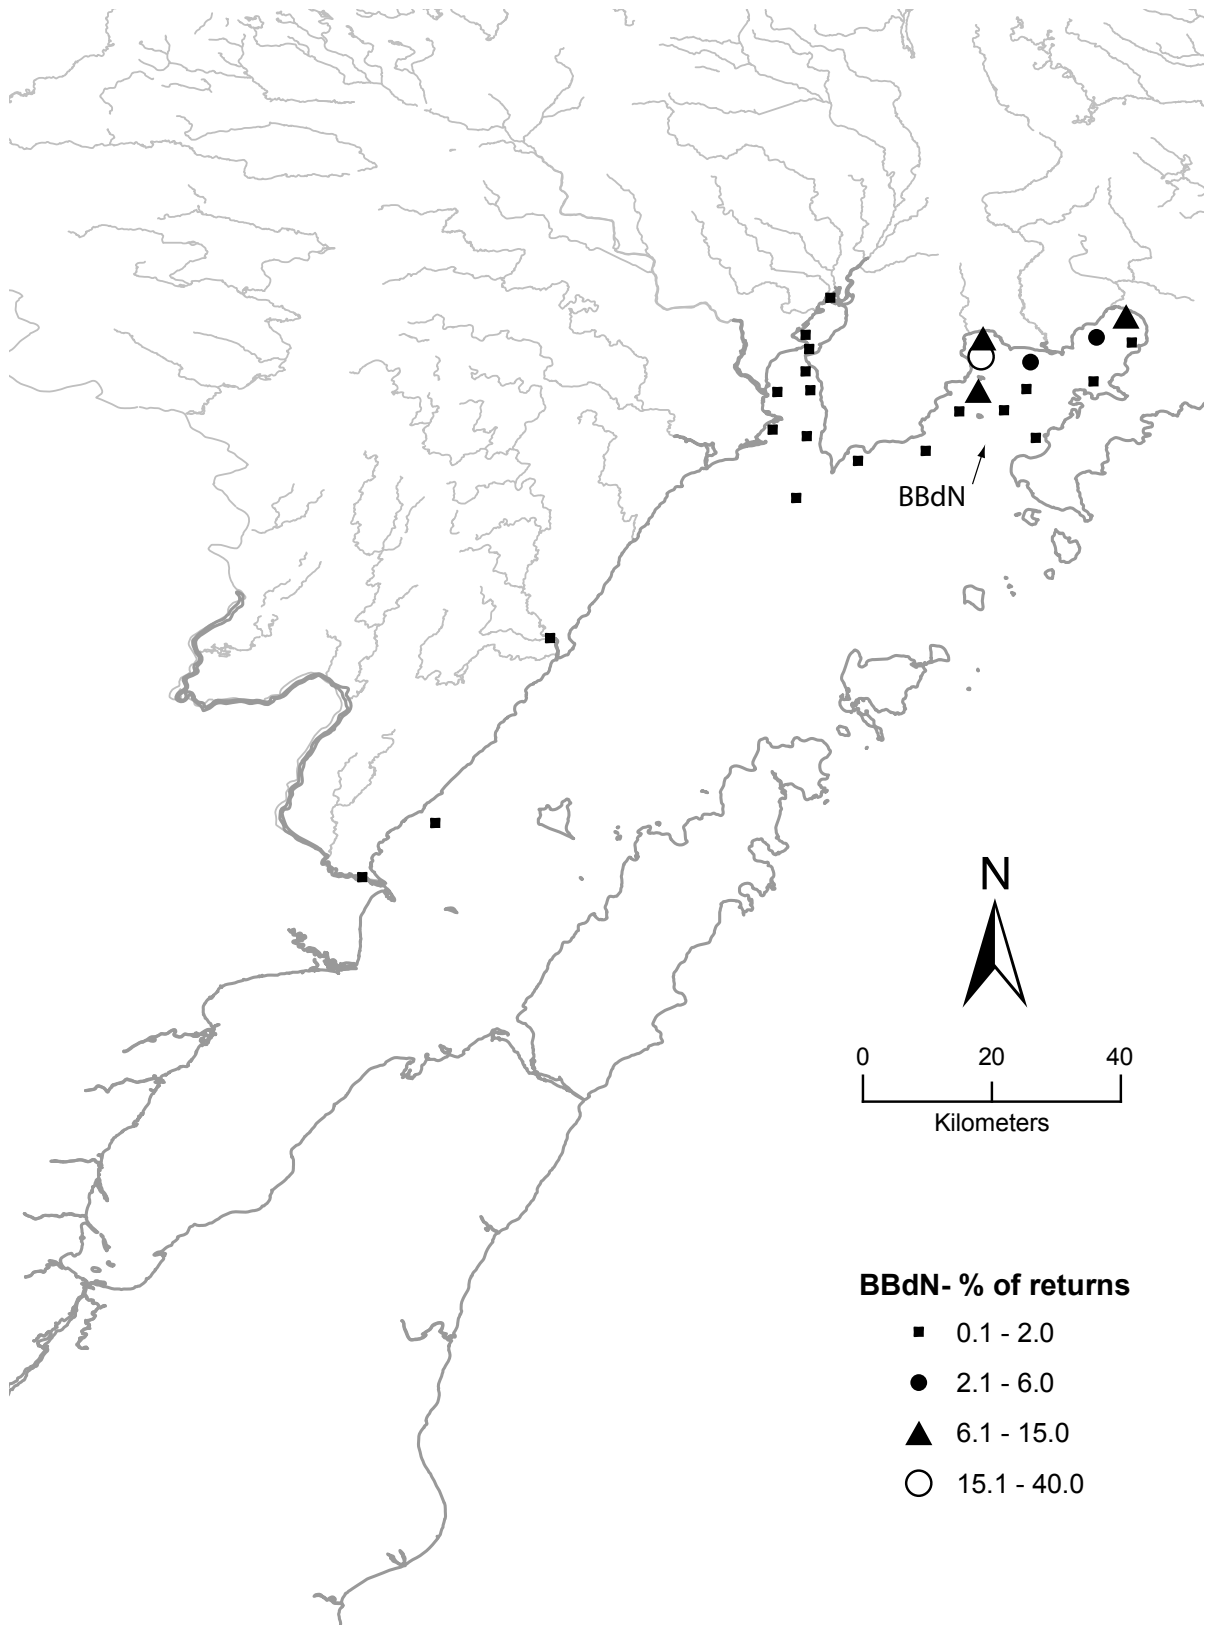 BBdN
N
0 20 40
Kilometers
BBdN- % of returns
0.1 - 2.0
2.1 - 6.0
6.1 - 15.0
15.1 - 40.0